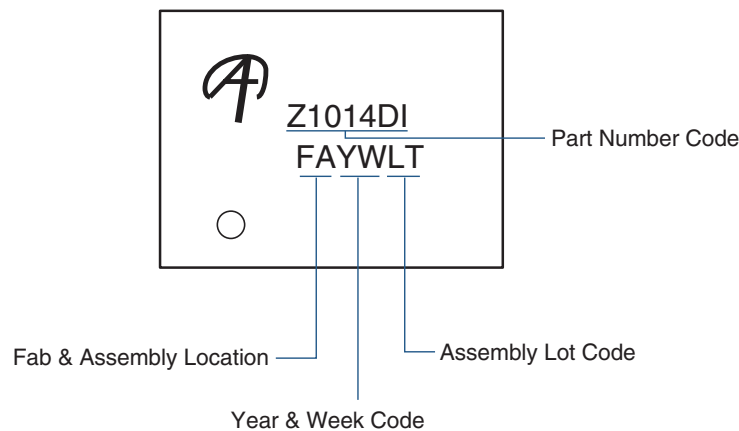 Z1014DI
Part Number Code
FAYWLT
Fab & Assembly Location
Assembly Lot Code
Year & Week Code